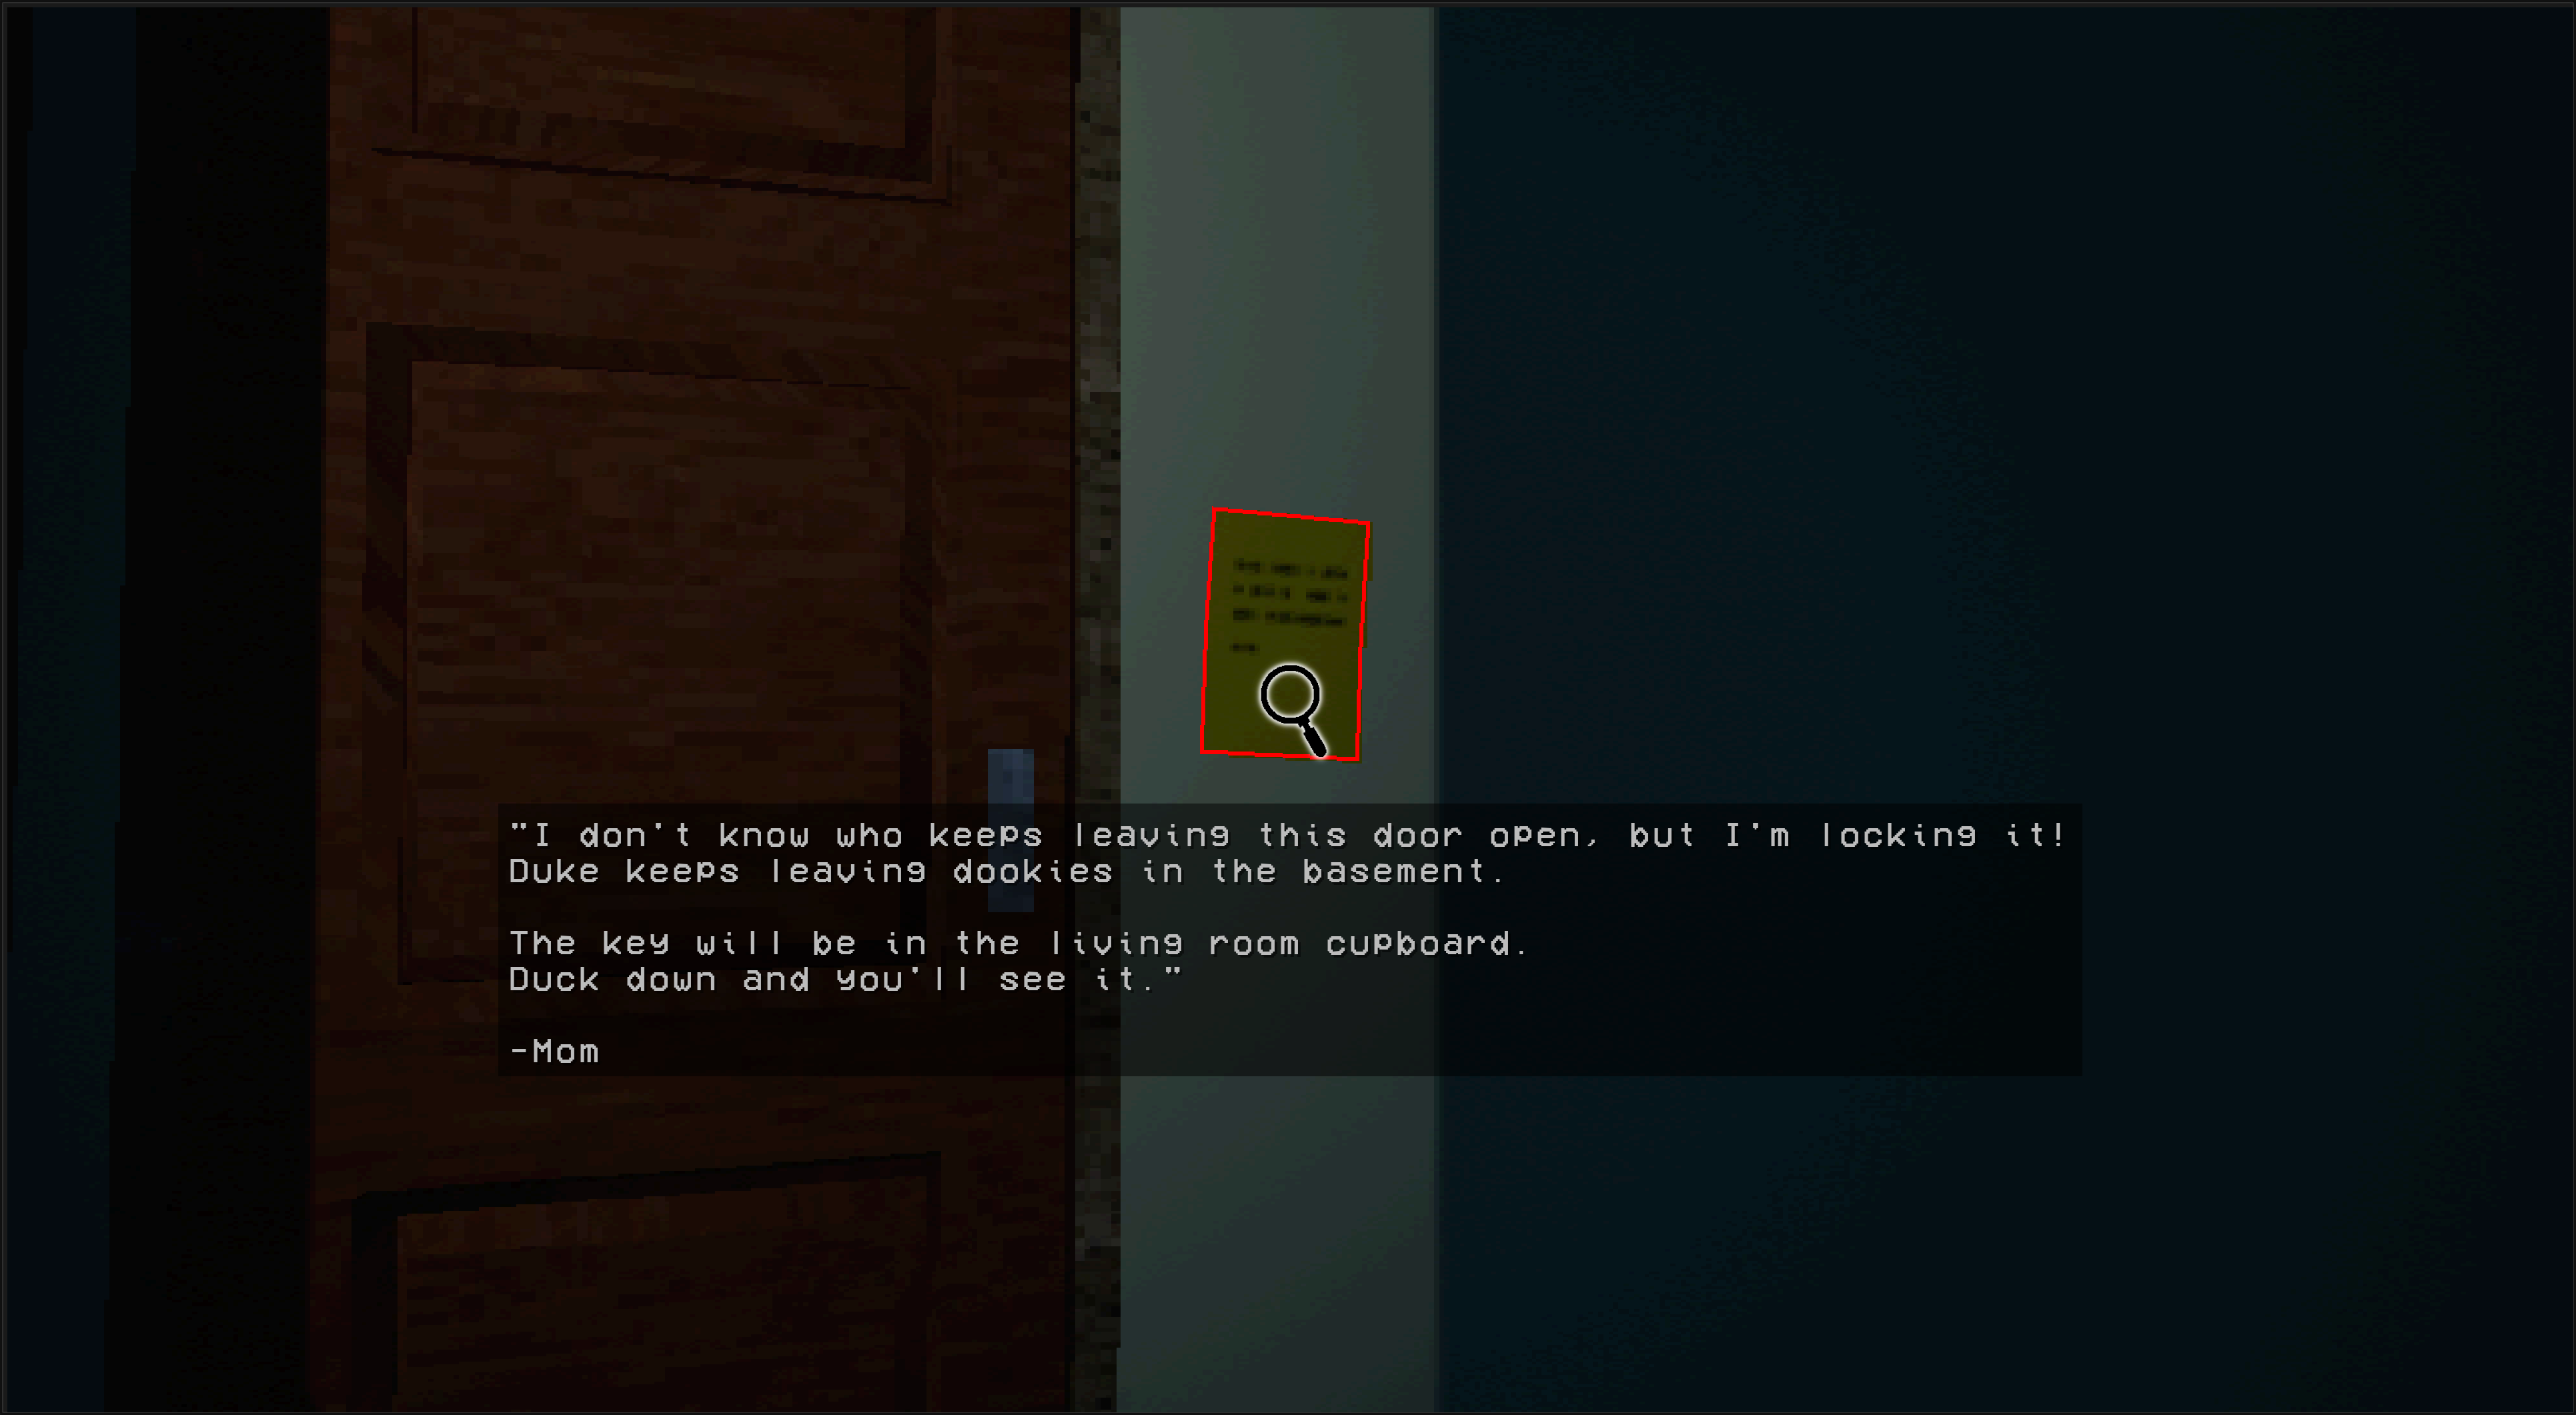 "I don't know who keeps leaving this door open, but I'm locking it!
Duke keeps leaving dookies in the basement.
The key will be in the living room cupboard.
Duck down and you'll see it."
-Mom